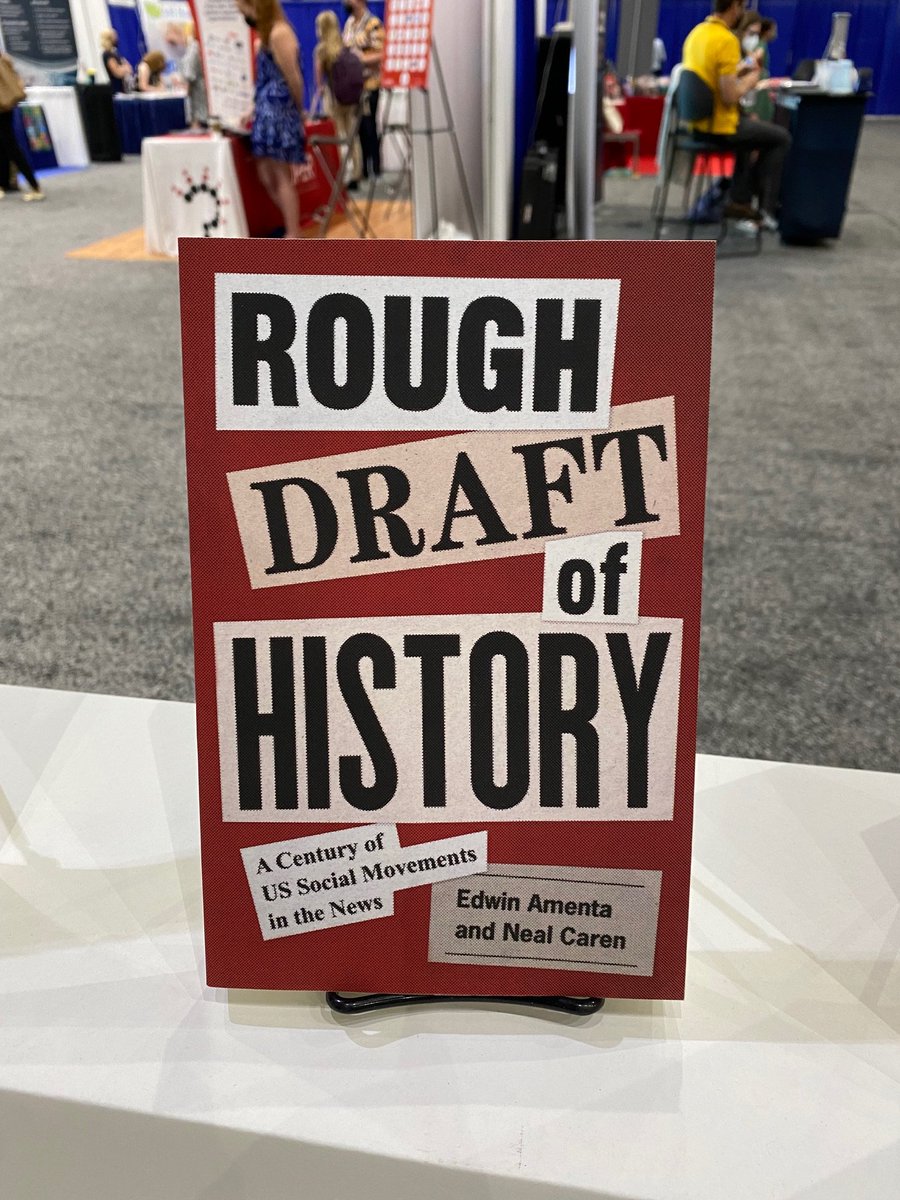 ROUGH
DRAFT
of
HISTORY
A Century of
US Social Movements
in the News
Edwin Amenta
and Neal Caren